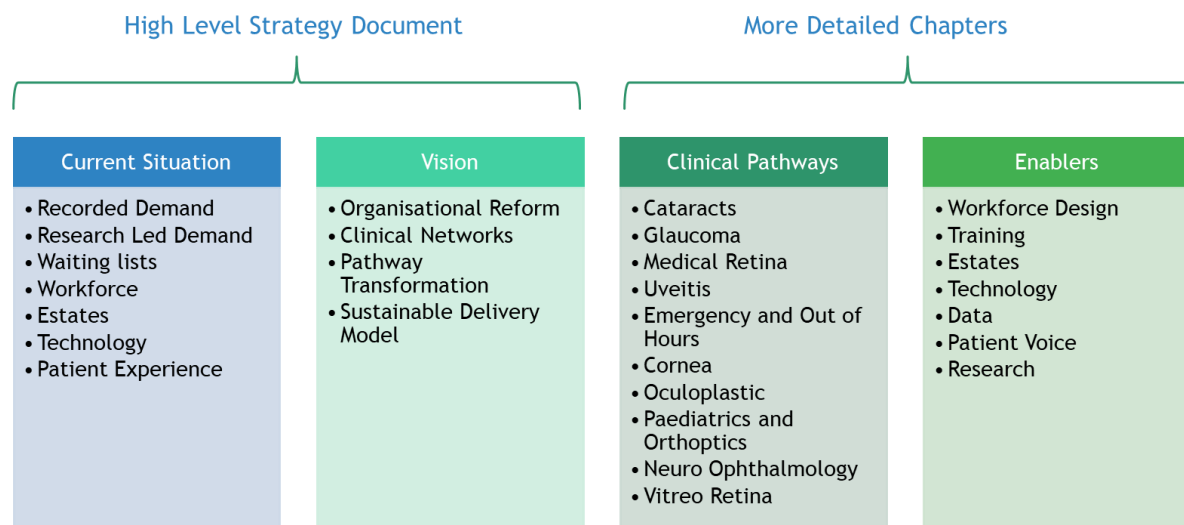 High Level Strategy Document
More Detailed Chapters
Current Situation
• Recorded Demand
• Research Led Demand
• Waiting lists
• Workforce
• Estates
• Technology
• Patient Experience
Vision
• Organisational Reform
• Clinical Networks
• Pathway
Transformation
• Sustainable Delivery
Model
Clinical Pathways
• Cataracts
• Glaucoma
• Medical Retina
• Uveitis
• Emergency and Out of
Hours
• Cornea
• Oculoplastic
• Paediatrics and
Orthoptics
• Neuro Ophthalmology
• Vitreo Retina
Enablers
• Workforce Design
• Training
• Estates
• Technology
• Data
• Patient Voice
• Research